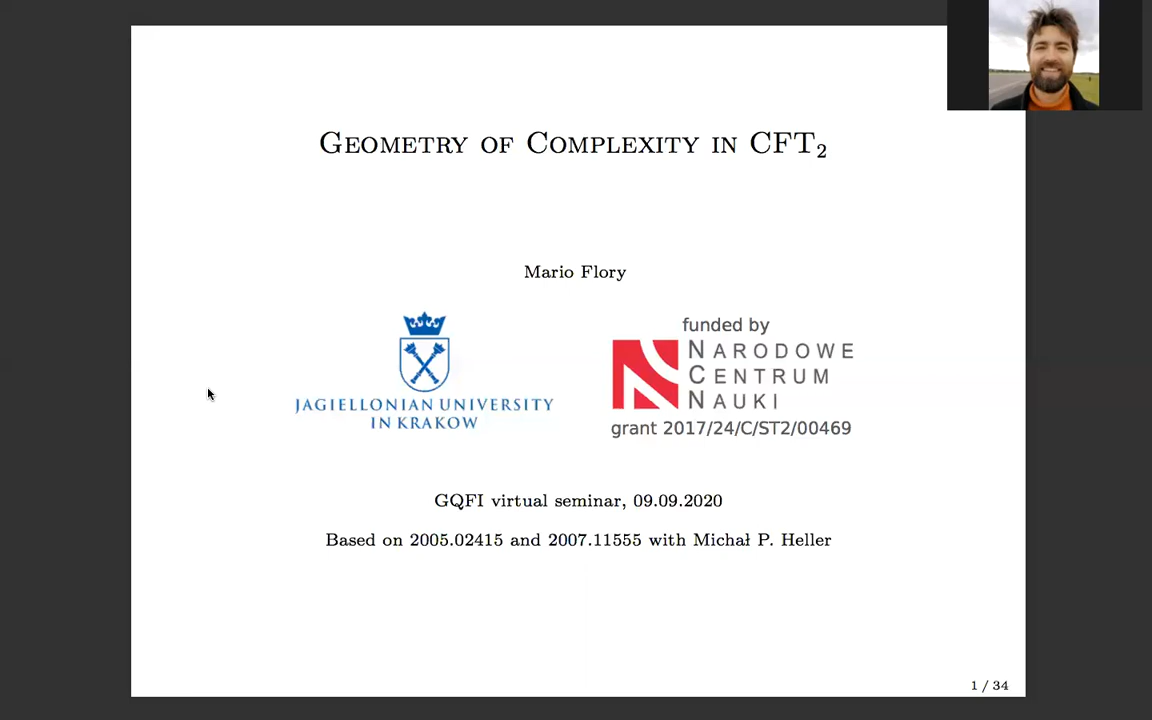 Geometry of Complexity in CFT₂
Mario Flory
JAGIELLONIAN UNIVERSITY
IN KRAKOW
funded by
NARODOWE
CENTRUM
NAUKI
grant 2017/24/C/ST2/00469
GQFI virtual seminar, 09.09.2020
Based on 2005.02415 and 2007.11555 with Michał P. Heller
1 / 34